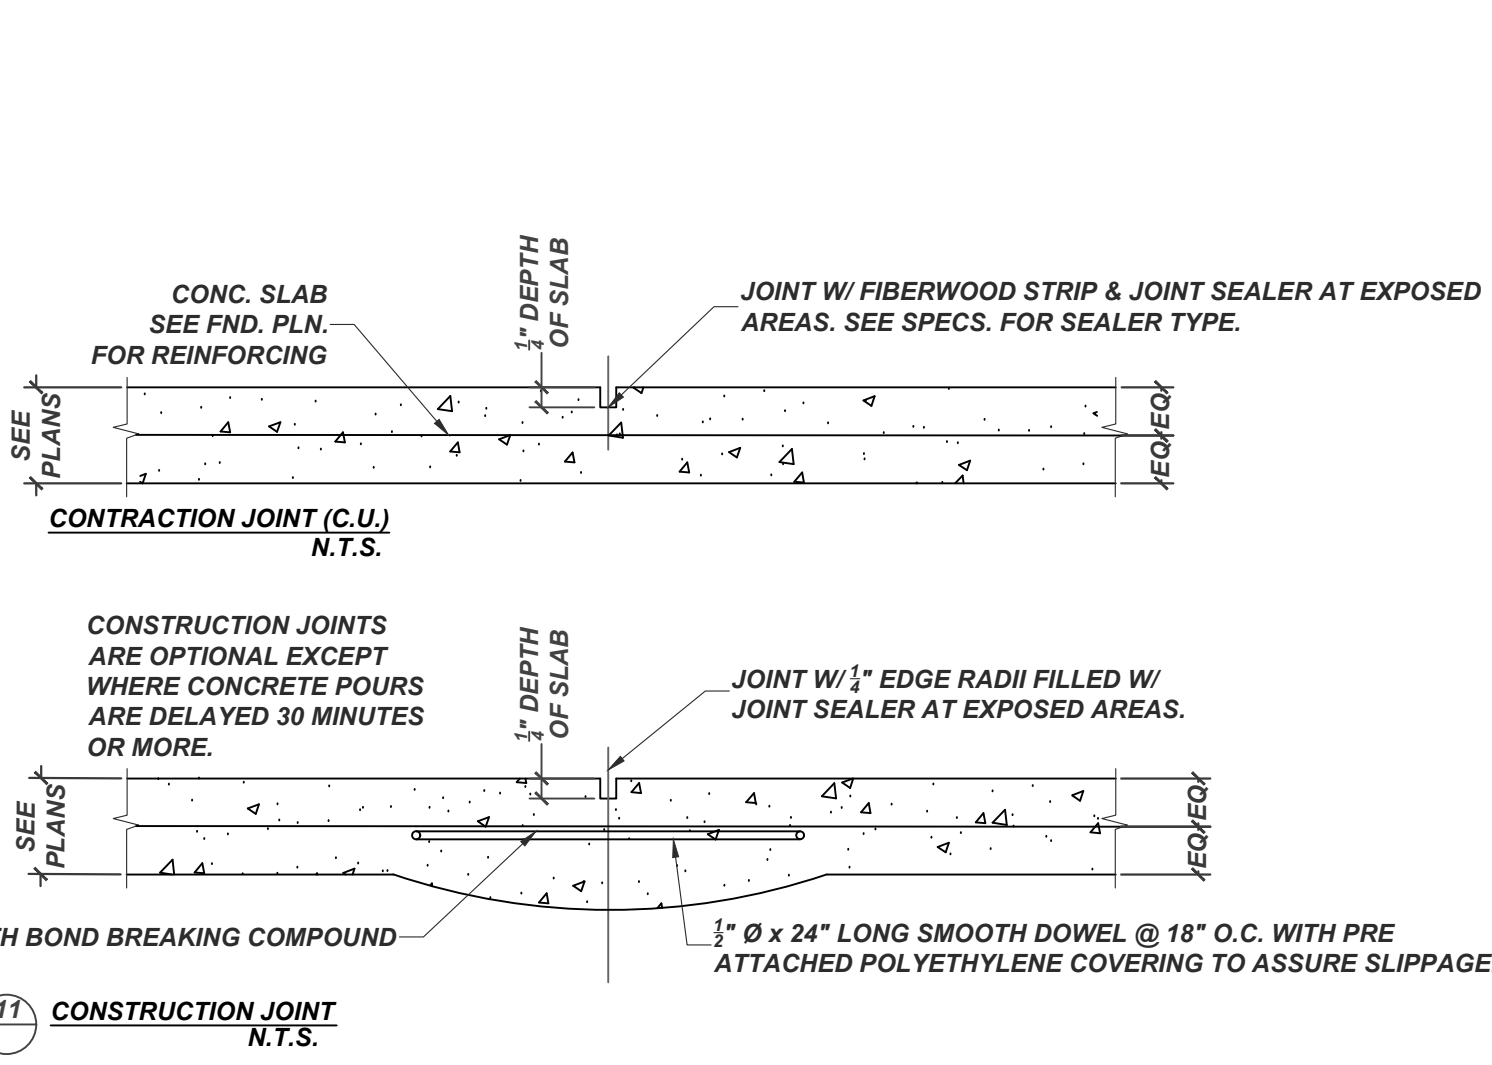 1/4" DEPTH
OF SLAB
CONC. SLAB
SEE FND. PLN.
FOR REINFORCING
JOINT W/ FIBERWOOD STRIP & JOINT SEALER AT EXPOSED
AREAS. SEE SPECS. FOR SEALER TYPE.
SEE
PLANS
EQ
EQ
CONTRACTION JOINT (C.U.)
N.T.S.
CONSTRUCTION JOINTS
ARE OPTIONAL EXCEPT
WHERE CONCRETE POURS
ARE DELAYED 30 MINUTES
OR MORE.
1/4" DEPTH
OF SLAB
JOINT W/ 1/4" EDGE RADII FILLED W/
JOINT SEALER AT EXPOSED AREAS.
SEE
PLANS
EQ
EQ
BOND BREAKING COMPOUND
1/2" Ø x 24" LONG SMOOTH DOWEL @ 18" O.C. WITH PRE
ATTACHED POLYETHYLENE COVERING TO ASSURE SLIPPAGE
11
CONSTRUCTION JOINT
N.T.S.